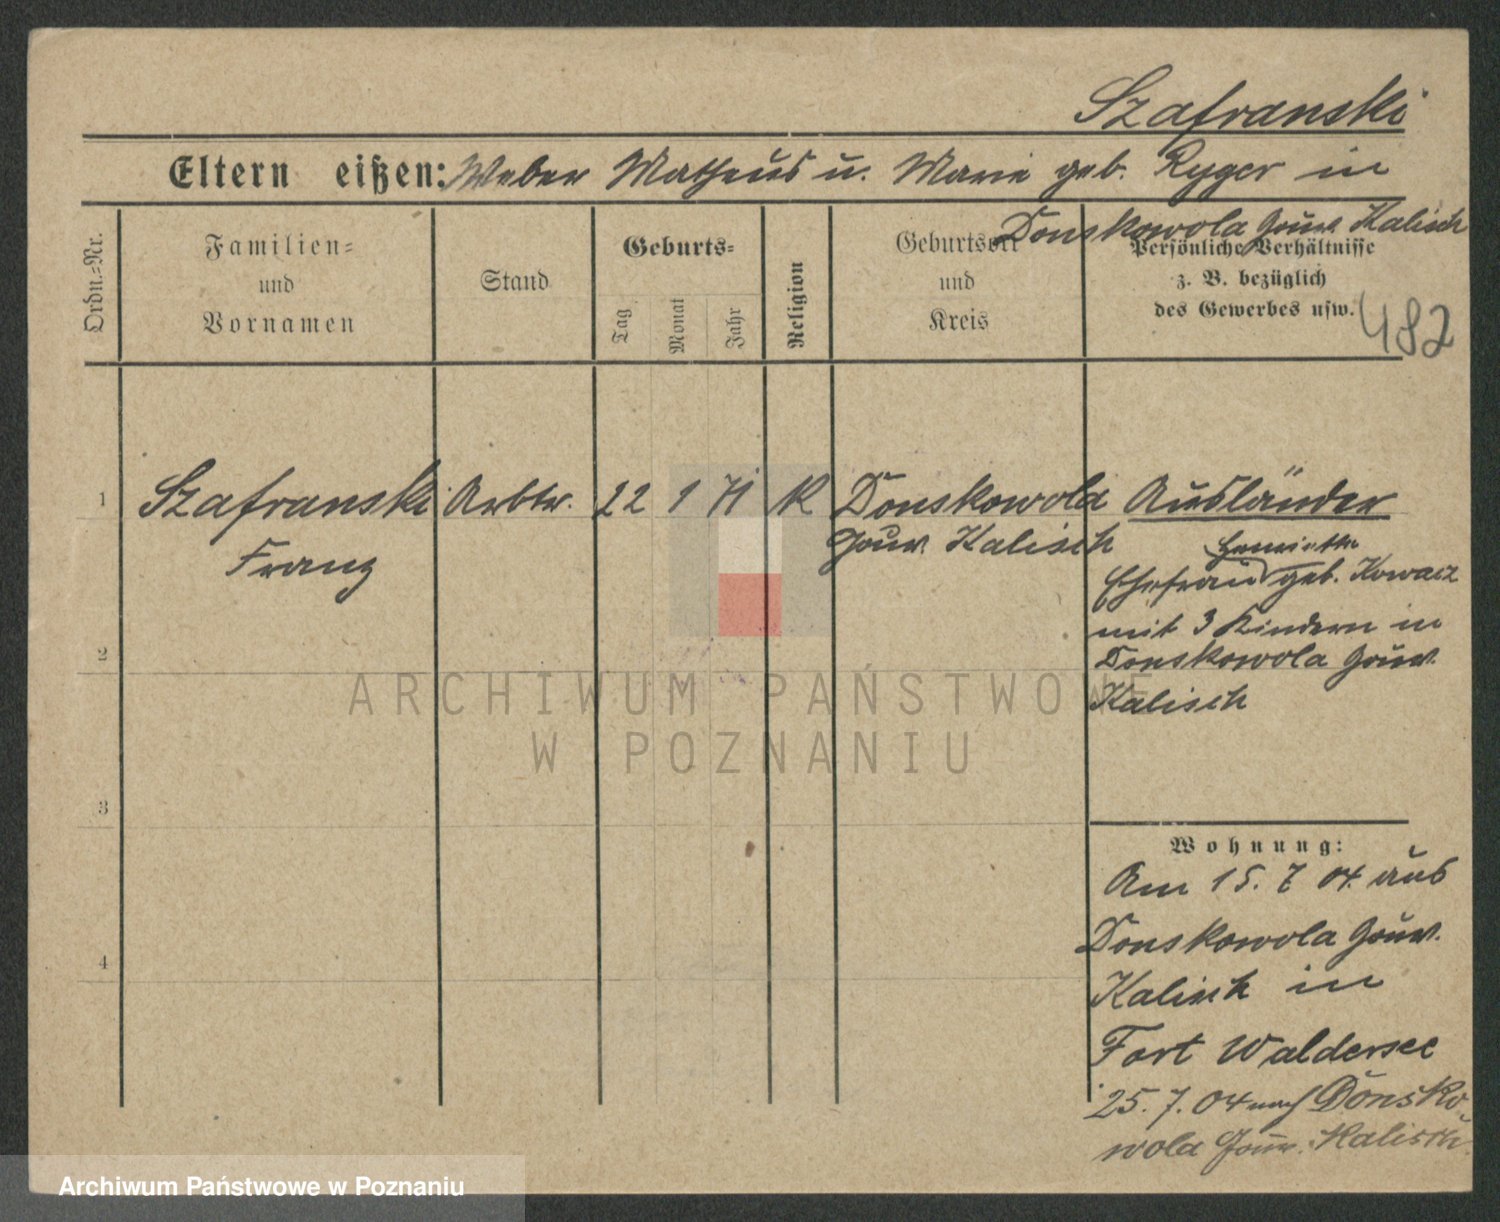 Szafranski
Eltern eißen: Weber Matheus u. Marie geb. Ryger in
Donskowola Gouv. Kalisch
Ordn.-Nr.
Familien-
und
Vornamen
Stand
Geburts-
Tag
Monat
Jahr
Religion
Geburtsort
und
Kreis
Persönliche Verhältnisse
z. B. bezüglich
des Gewerbes usw.
482
1 Szafranski Arbtr. 22 1 71 K Donskowola Ausländer
Franz
Gouv. Kalisch
Henriette
Ehefrau geb. Kowacz
mit 3 Kindern in
Donskowola Gouv.
Kalisch
2
3
4
Wohnung:
Am 15. 7 04. aus
Donskowola Gouv.
Kalisch in
Fort Waldersee
25. 7. 04 nach Donsko-
wola Gouv. Kalisch.
ARCHIWUM PAŃSTWOWE
W POZNANIU
Archiwum Państwowe w Poznaniu